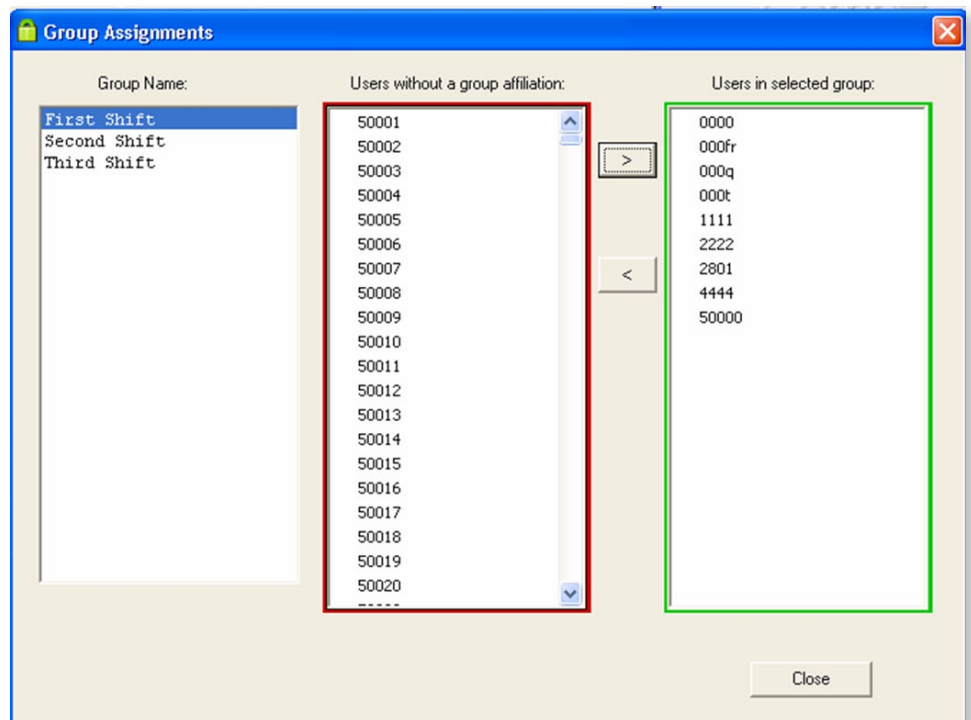 Group Assignments
Group Name:
Users without a group affiliation:
Users in selected group:
First Shift
Second Shift
Third Shift
50001
50002
50003
50004
50005
50006
50007
50008
50009
50010
50011
50012
50013
50014
50015
50016
50017
50018
50019
50020
>
<
0000
000fr
000q
000t
1111
2222
2801
4444
50000
Close